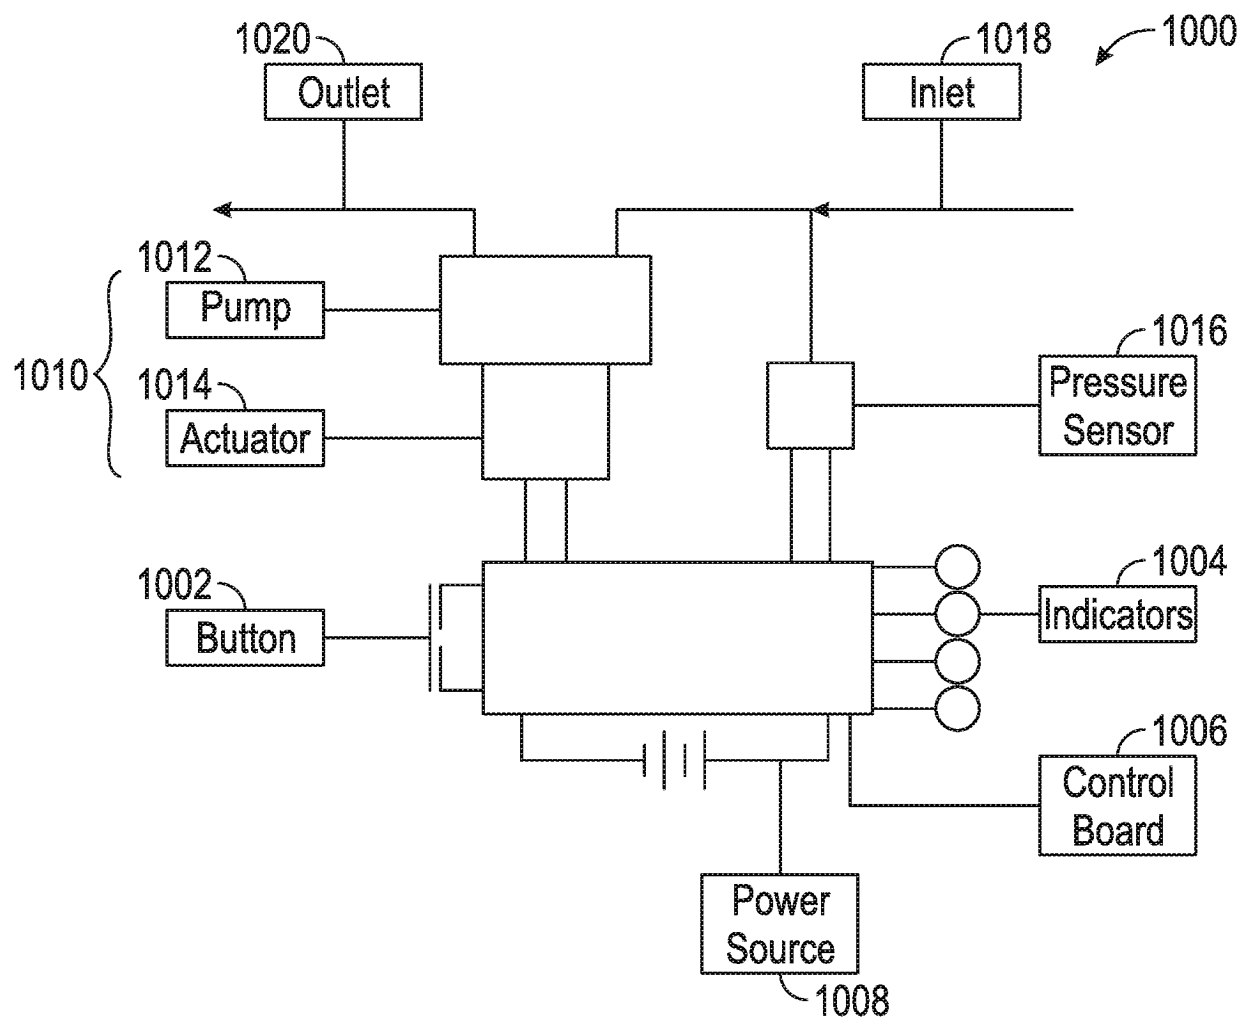 1020
Outlet
1018
Inlet
1000
1010
1012
Pump
1014
Actuator
1016
Pressure
Sensor
1002
Button
1004
Indicators
1006
Control
Board
Power
Source
1008